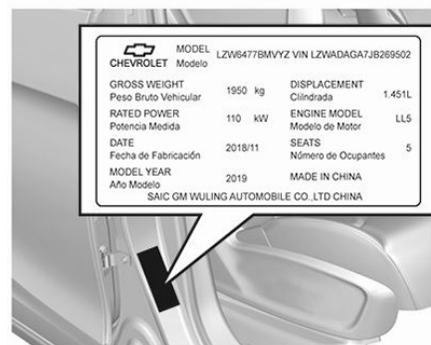 MODEL LZW6477BMVYZ VIN LZWADAGA7JB269502
CHEVROLET Modelo
GROSS WEIGHT 1950 kg DISPLACEMENT
Peso Bruto Vehicular Cilindrada 1.451L
RATED POWER 110 kW ENGINE MODEL
Potencia Medida Modelo de Motor LL5
DATE 2018/11 SEATS 5
Fecha de Fabricación Número de Ocupantes
MODEL YEAR 2019 MADE IN CHINA
Año Modelo
SAIC GM WULING AUTOMOBILE CO.,LTD CHINA